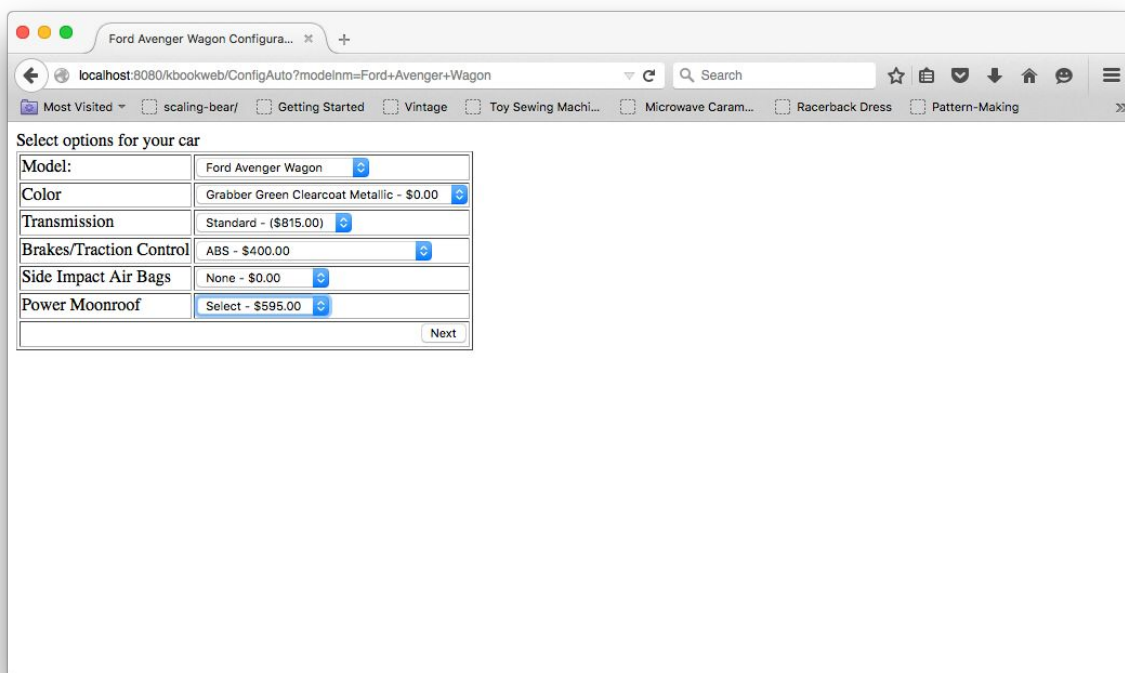 Ford Avenger Wagon Configura...
localhost:8080/kbookweb/ConfigAuto?modelnm=Ford+Avenger+Wagon
Search
Most Visited scaling-bear/ Getting Started Vintage Toy Sewing Machi... Microwave Caram... Racerback Dress Pattern-Making
Select options for your car
Model: Ford Avenger Wagon
Color Grabber Green Clearcoat Metallic - $0.00
Transmission Standard - ($815.00)
Brakes/Traction Control ABS - $400.00
Side Impact Air Bags None - $0.00
Power Moonroof Select - $595.00
Next